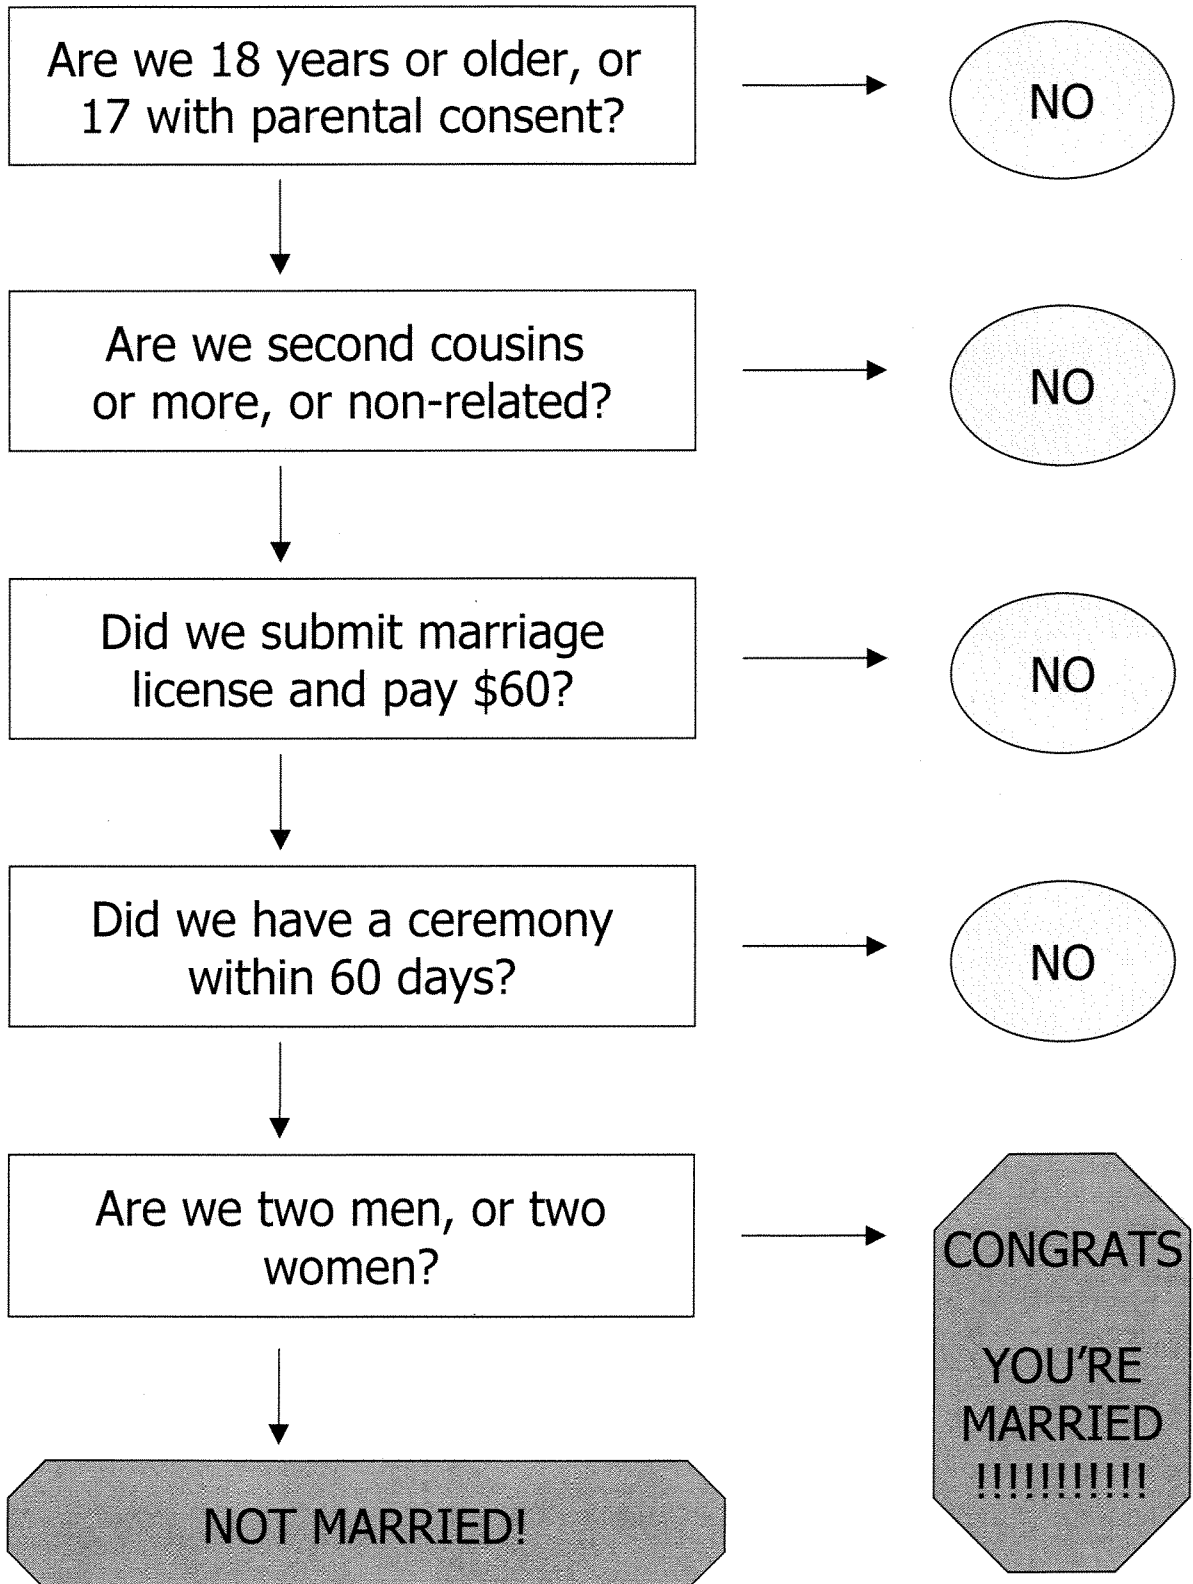 Are we 18 years or older, or
17 with parental consent?
NO
Are we second cousins
or more, or non-related?
NO
Did we submit marriage
license and pay $60?
NO
Did we have a ceremony
within 60 days?
NO
Are we two men, or two
women?
CONGRATS
YOU'RE
MARRIED
!!!!!!!!!!!
NOT MARRIED!